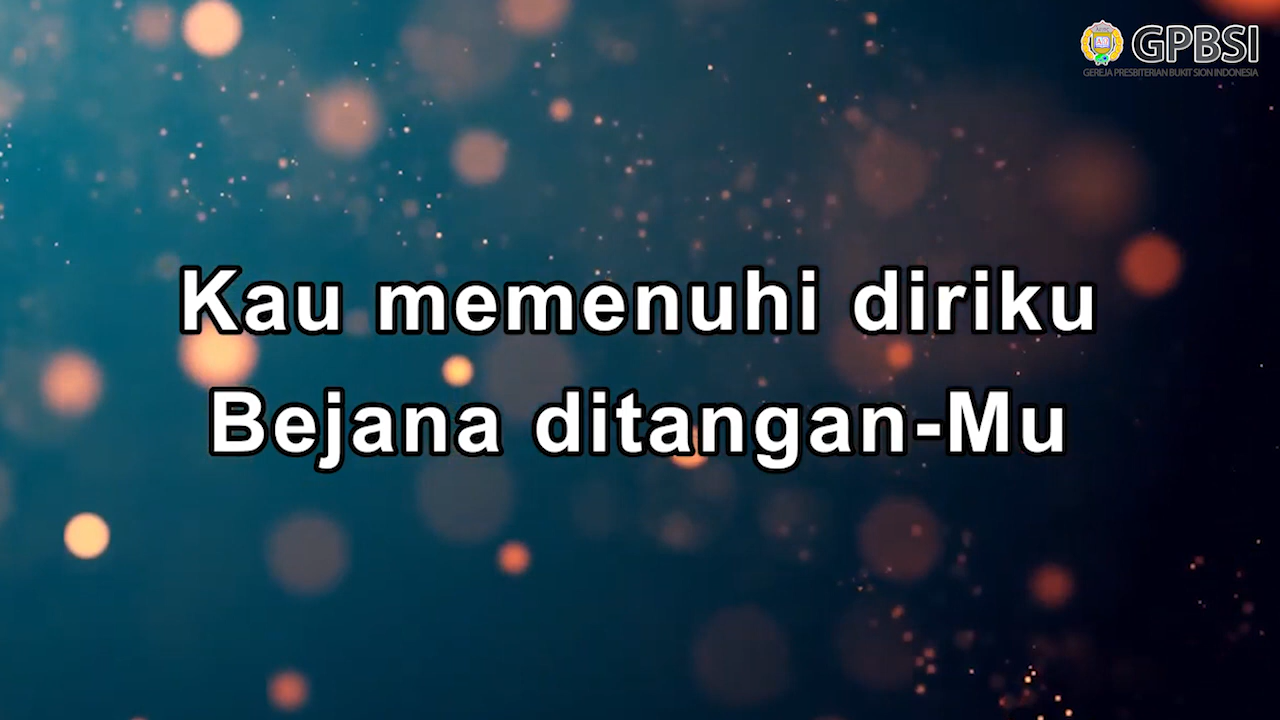 GPBSI
GEREJA PRESBITERIAN BUKIT SION INDONESIA
Kau memenuhi diriku
Bejana ditangan-Mu